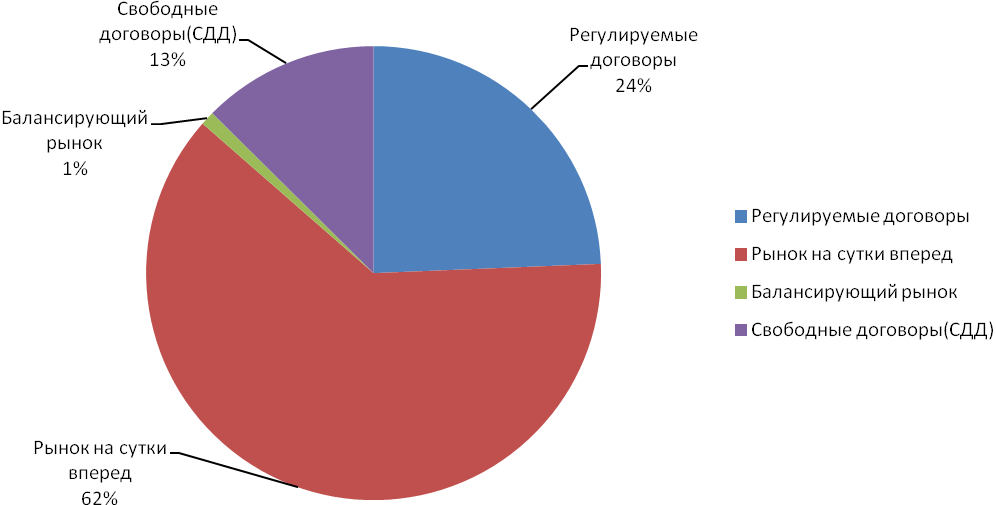 Свободные
договоры(СДД)
13%
Регулируемые
договоры
24%
Балансирующий
рынок
1%
Рынок на сутки
вперед
62%
Регулируемые договоры
Рынок на сутки вперед
Балансирующий рынок
Свободные договоры(СДД)